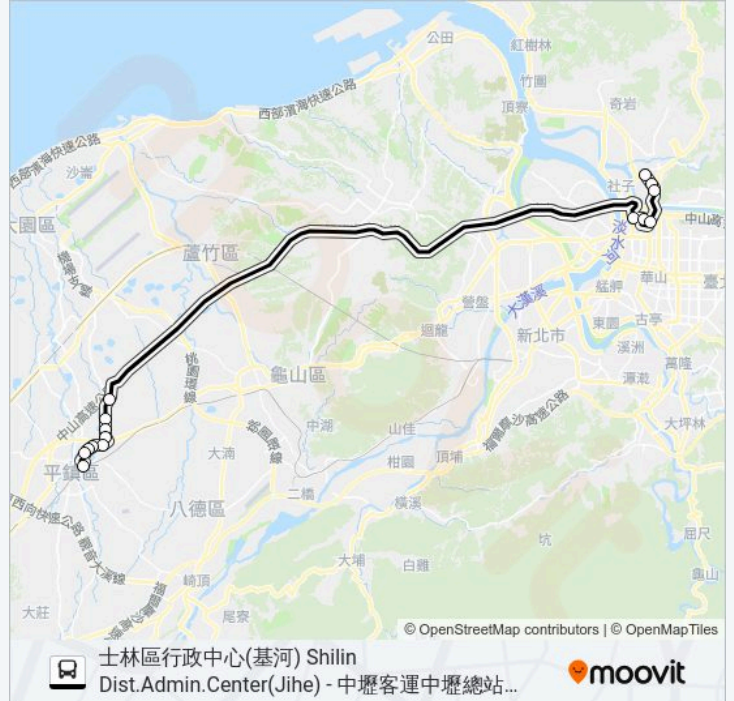 公田
紅樹林
竹圍
西部濱海快速公路
頂寮
奇岩
西部濱海快速公路
沙崙
社子
大園區
中山高
淡水河
蘆竹區
華山
大漢溪
艋舺
臺北
營盤
東園
古亭
迴龍
新北市
溪洲
桃園環線
萬隆
龜山區
灣潭
中山高速公
福爾摩沙高速公路
中湖
山佳
大坪林
平鎮區
大湳
柑園
頂埔
八德區
二橋
橫溪
屈尺
觀音大溪線
坑
大埔
白雞
崎頂
龜山
大莊
尾寮
© OpenStreetMap contributors | © OpenMapTiles
士林區行政中心(基河) Shilin
Dist.Admin.Center(Jihe) - 中壢客運中壢總站…
moovit